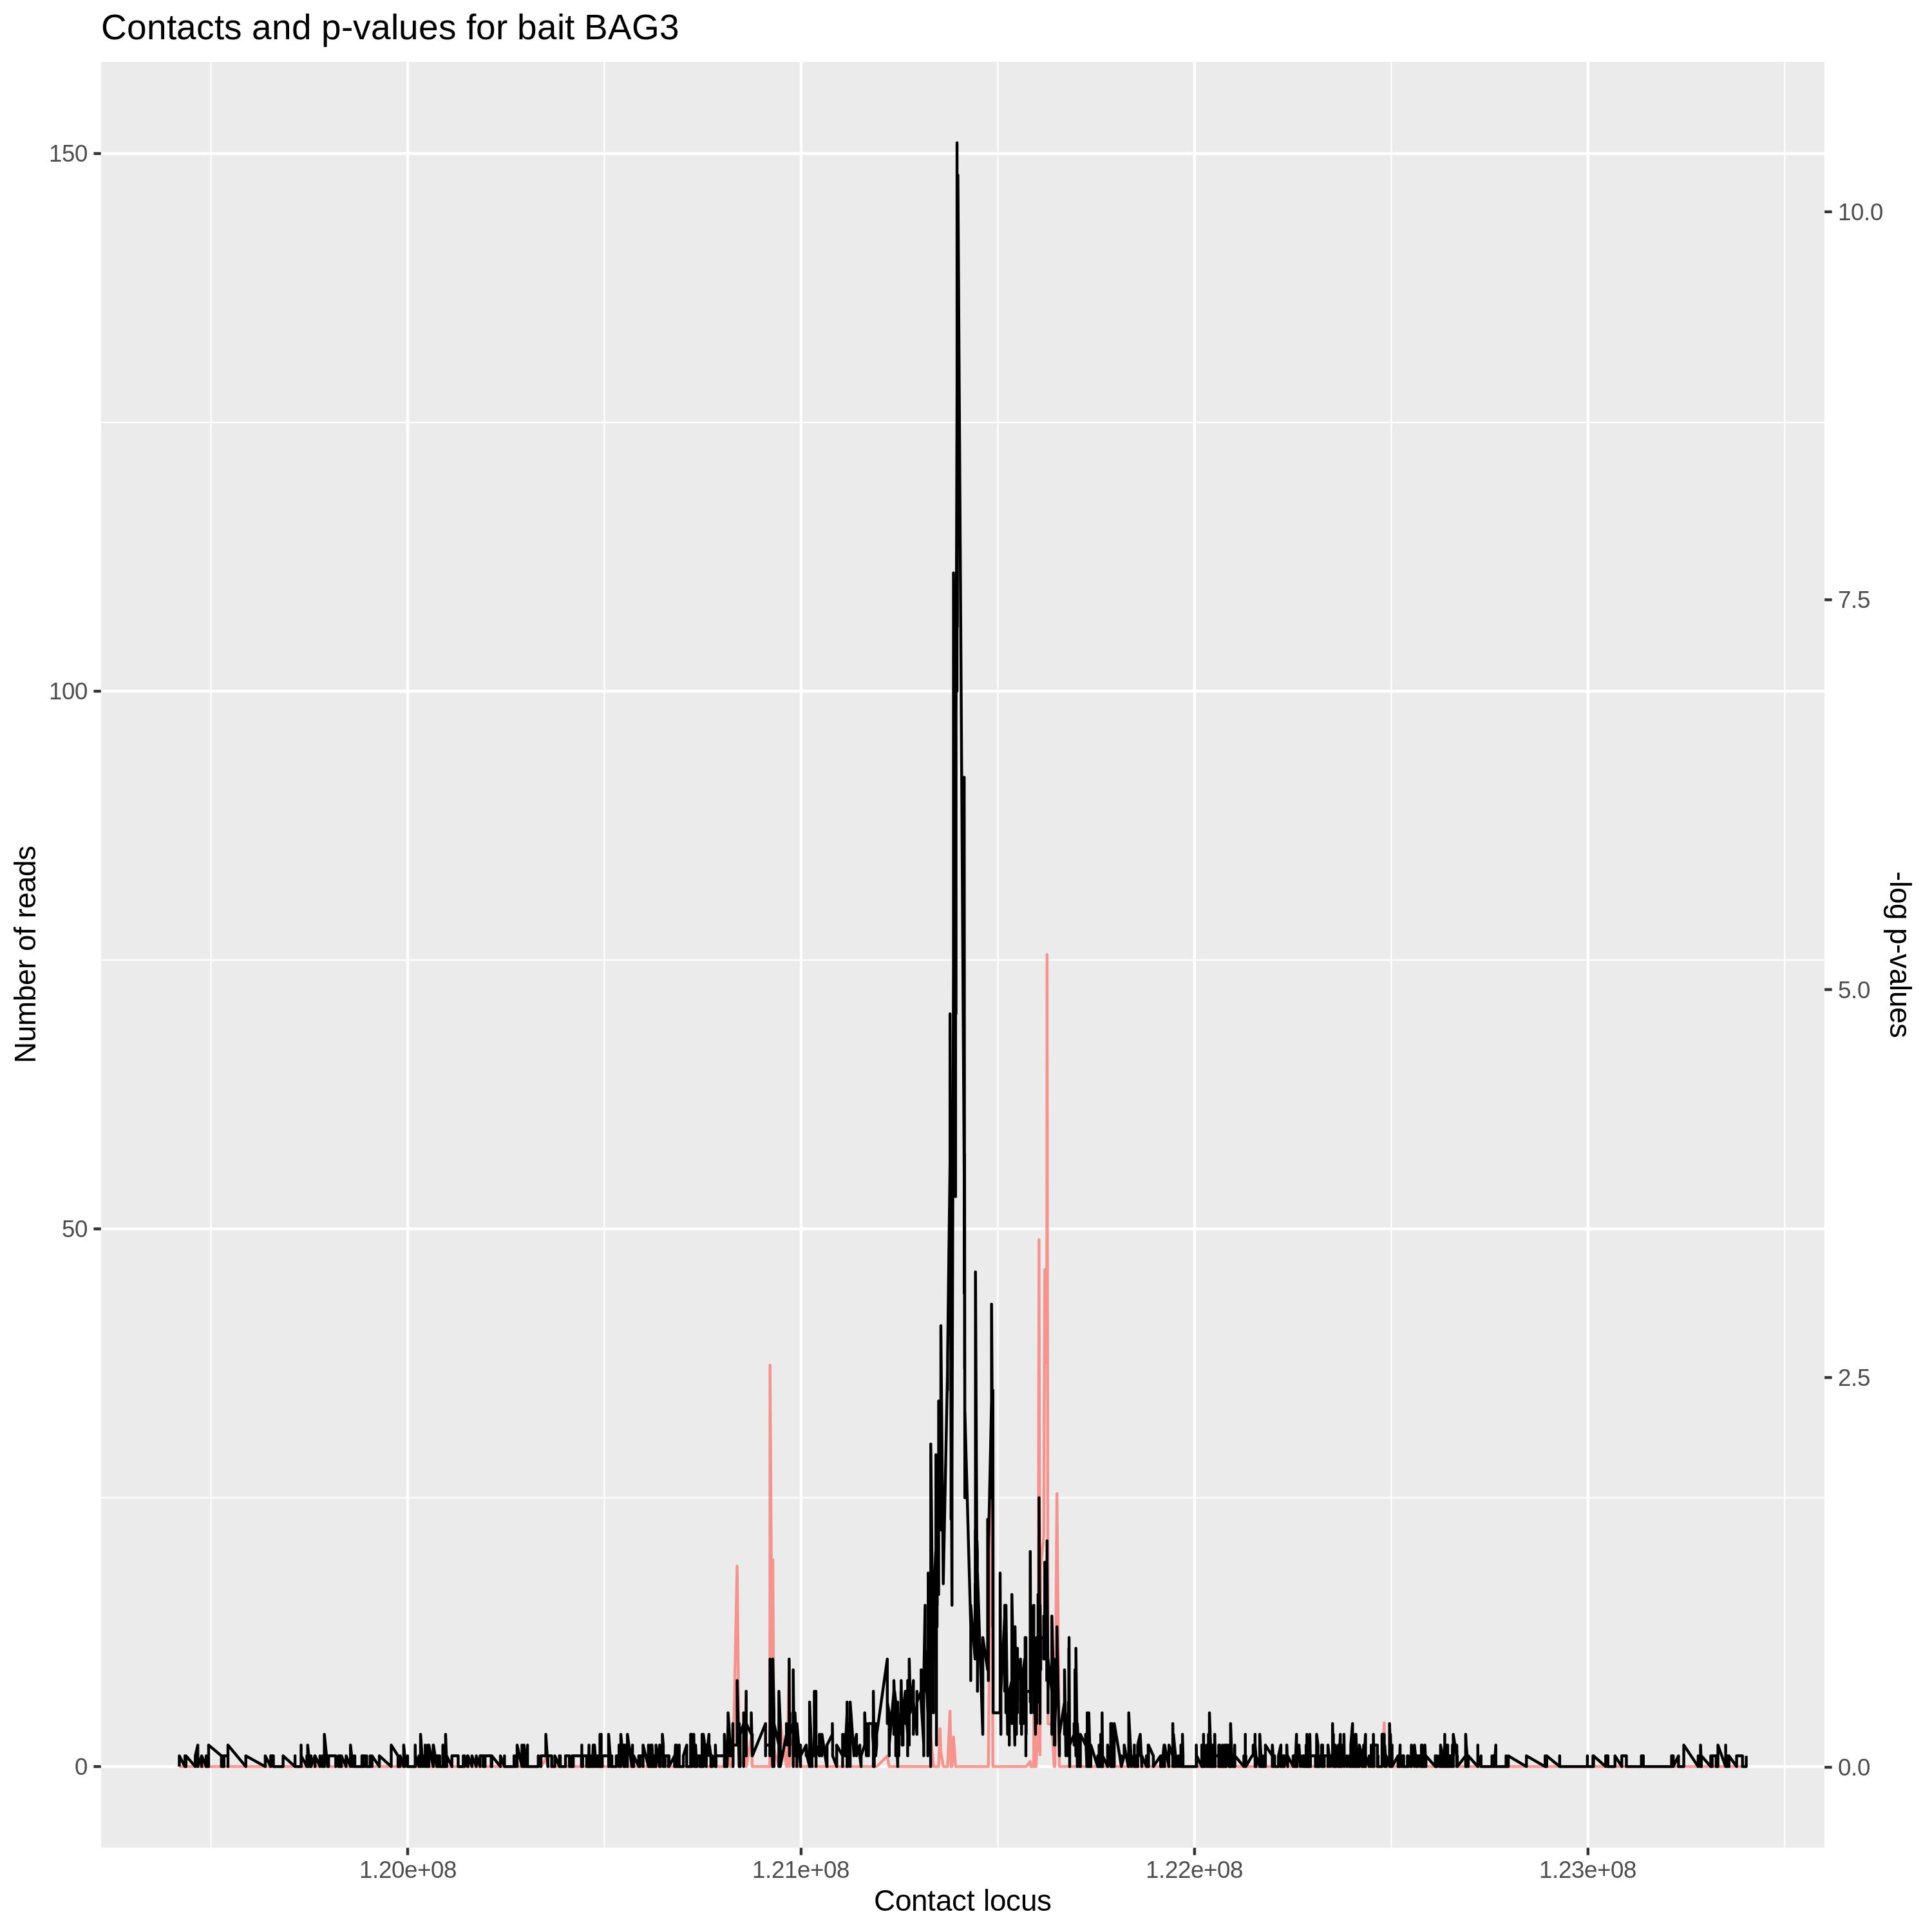 Contacts and p-values for bait BAG3
150
100
50
0
Number of reads
10.0
7.5
5.0
2.5
0.0
-log p-values
1.20e+08
1.21e+08
1.22e+08
1.23e+08
Contact locus